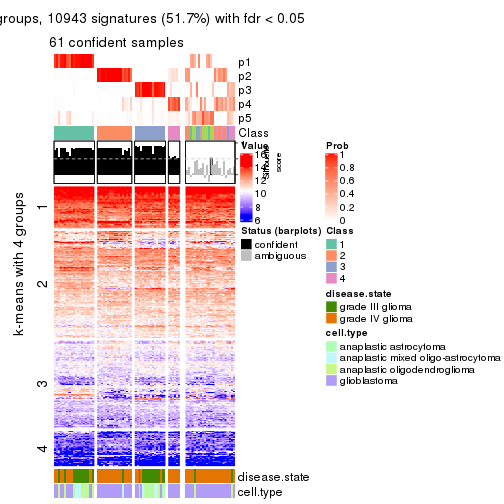 groups, 10943 signatures (51.7%) with fdr < 0.05
61 confident samples
p1
p2
p3
p4
p5
Class
Silhouette
score
k-means with 4 groups
1
2
3
4
disease.state
cell.type
Value
16
14
12
10
8
6
Prob
1
0.8
0.6
0.4
0.2
0
Status (barplots)
confident
ambiguous
Class
1
2
3
4
disease.state
grade III glioma
grade IV glioma
cell.type
anaplastic astrocytoma
anaplastic mixed oligo-astrocytoma
anaplastic oligodendroglioma
glioblastoma